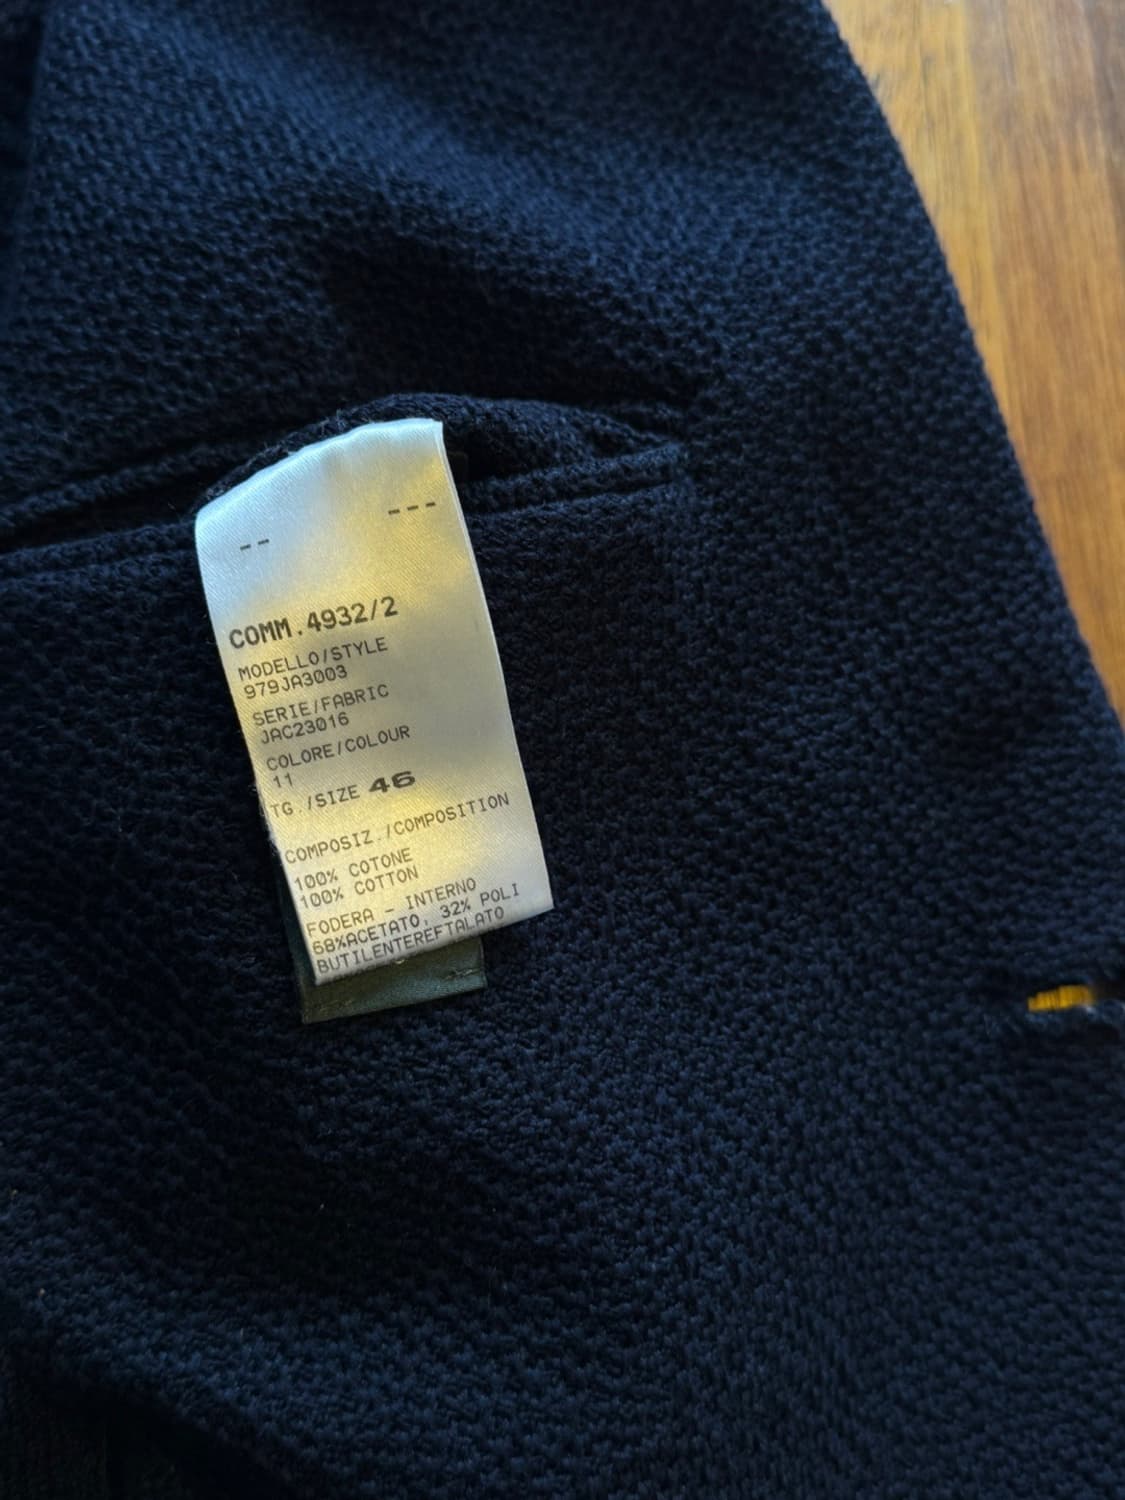 -- ---
COMM.4932/2
MODELLO/STYLE
979JA3003
SERIE/FABRIC
JAC23016
COLORE/COLOUR
11
TG./SIZE 46
COMPOSIZ./COMPOSITION
100% COTONE
100% COTTON
FODERA - INTERNO
68%ACETATO, 32% POLI
BUTILENTEREFTALATO